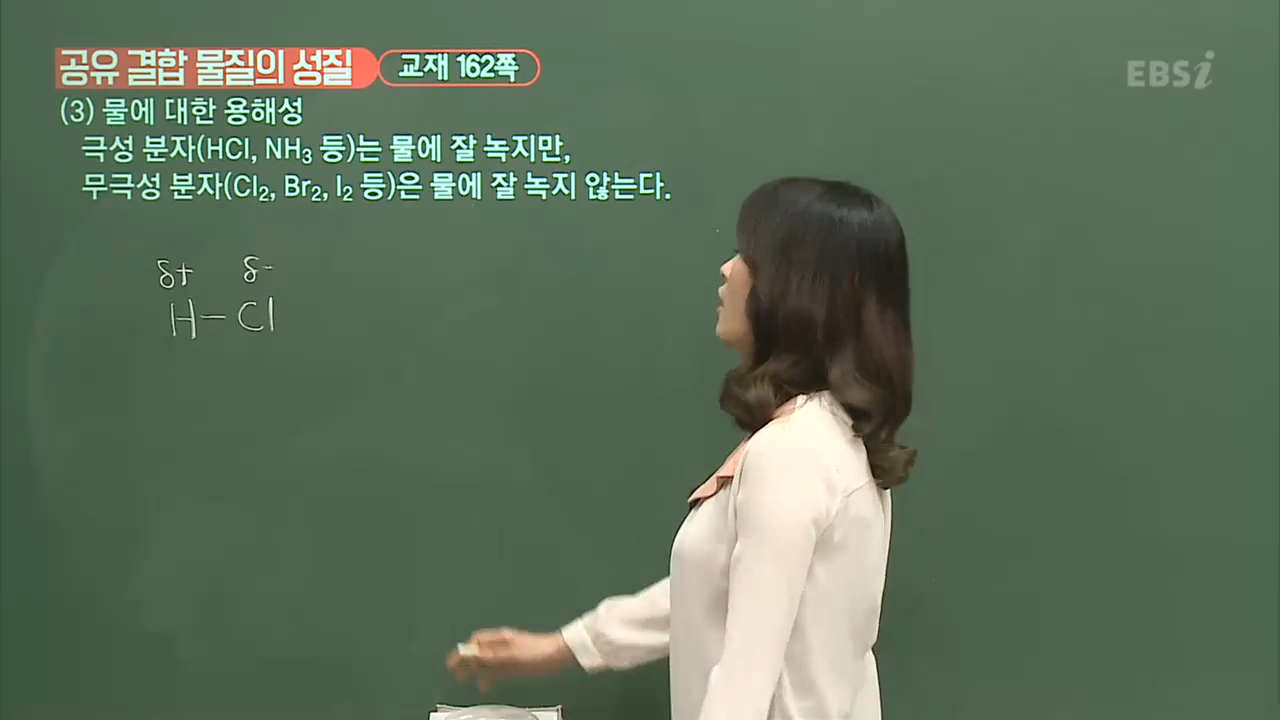 공유 결합 물질의 성질 교재 162쪽
EBSi
(3) 물에 대한 용해성
극성 분자(HCl, NH₃ 등)는 물에 잘 녹지만,
무극성 분자(Cl₂, Br₂, I₂ 등)은 물에 잘 녹지 않는다.
δ+ δ-
H-Cl